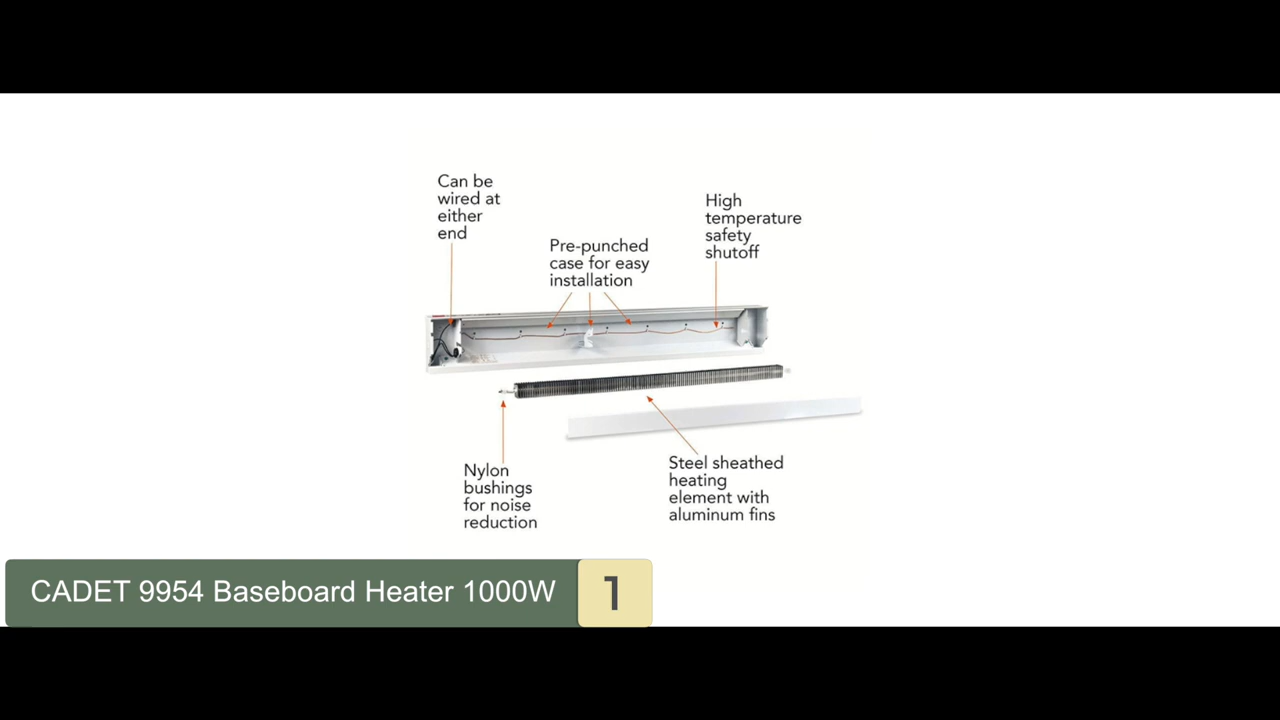 Can be
wired at
either
end
High
temperature
safety
shutoff
Pre-punched
case for easy
installation
Nylon
bushings
for noise
reduction
Steel sheathed
heating
element with
aluminum fins
CADET 9954 Baseboard Heater 1000W
1